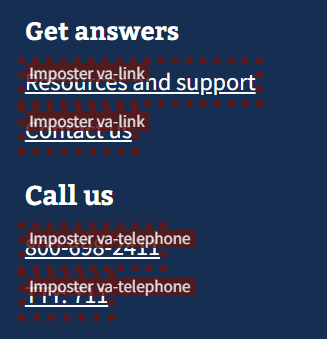 Get answers
Imposter va-link
Resources and support
Imposter va-link
Contact us
Call us
Imposter va-telephone
800-698-2411
Imposter va-telephone
TTY: 711